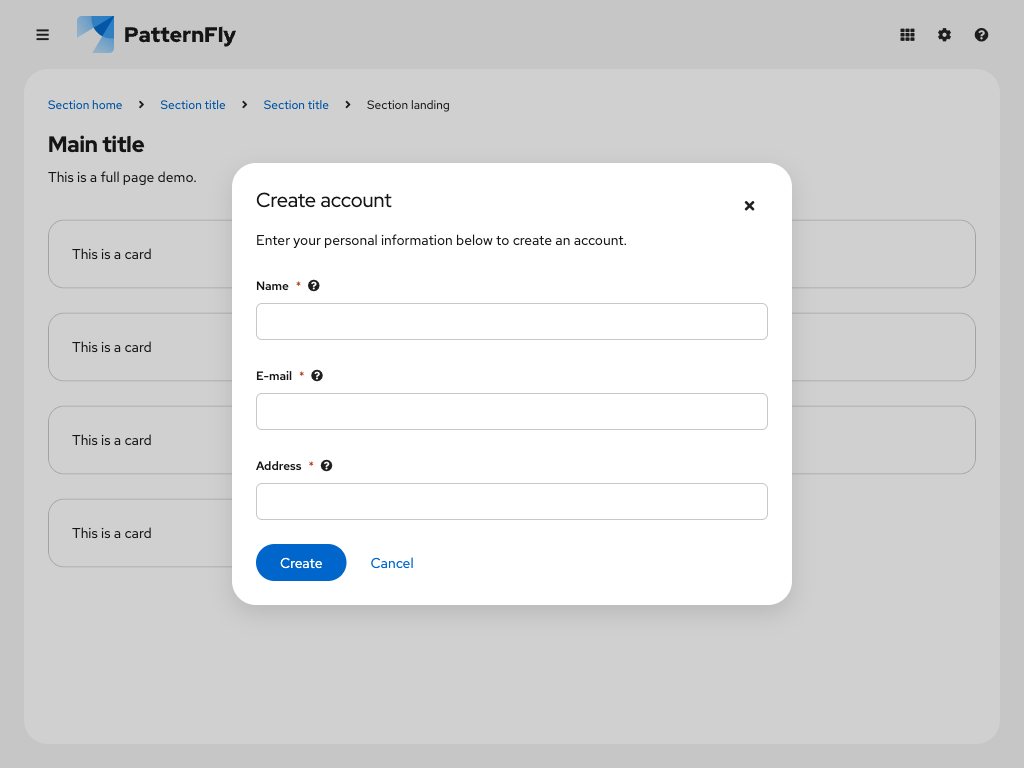 PatternFly
Section home
Section title
Section title
Section landing
Main title
This is a full page demo.
This is a card
This is a card
This is a card
This is a card
Create account
Enter your personal information below to create an account.
Name *
E-mail *
Address *
Create
Cancel